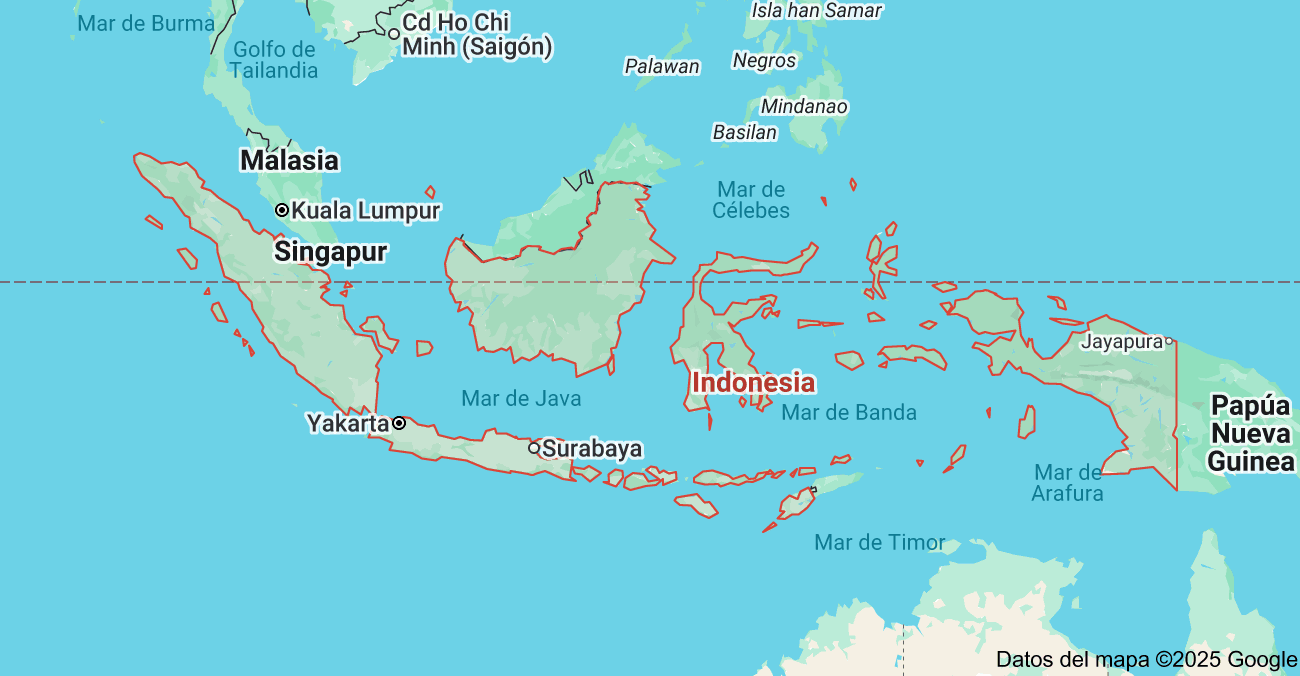 Isla han Samar
Mar de Burma
Cd Ho Chi
Minh (Saigón)
Golfo de
Tailandia
Palawan
Negros
Mindanao
Basilan
Malasia
Mar de
Célebes
Kuala Lumpur
Singapur
Jayapura
Indonesia
Mar de Java
Mar de Banda
Papúa
Nueva
Guinea
Yakarta
Surabaya
Mar de
Arafura
Mar de Timor
Datos del mapa ©2025 Google